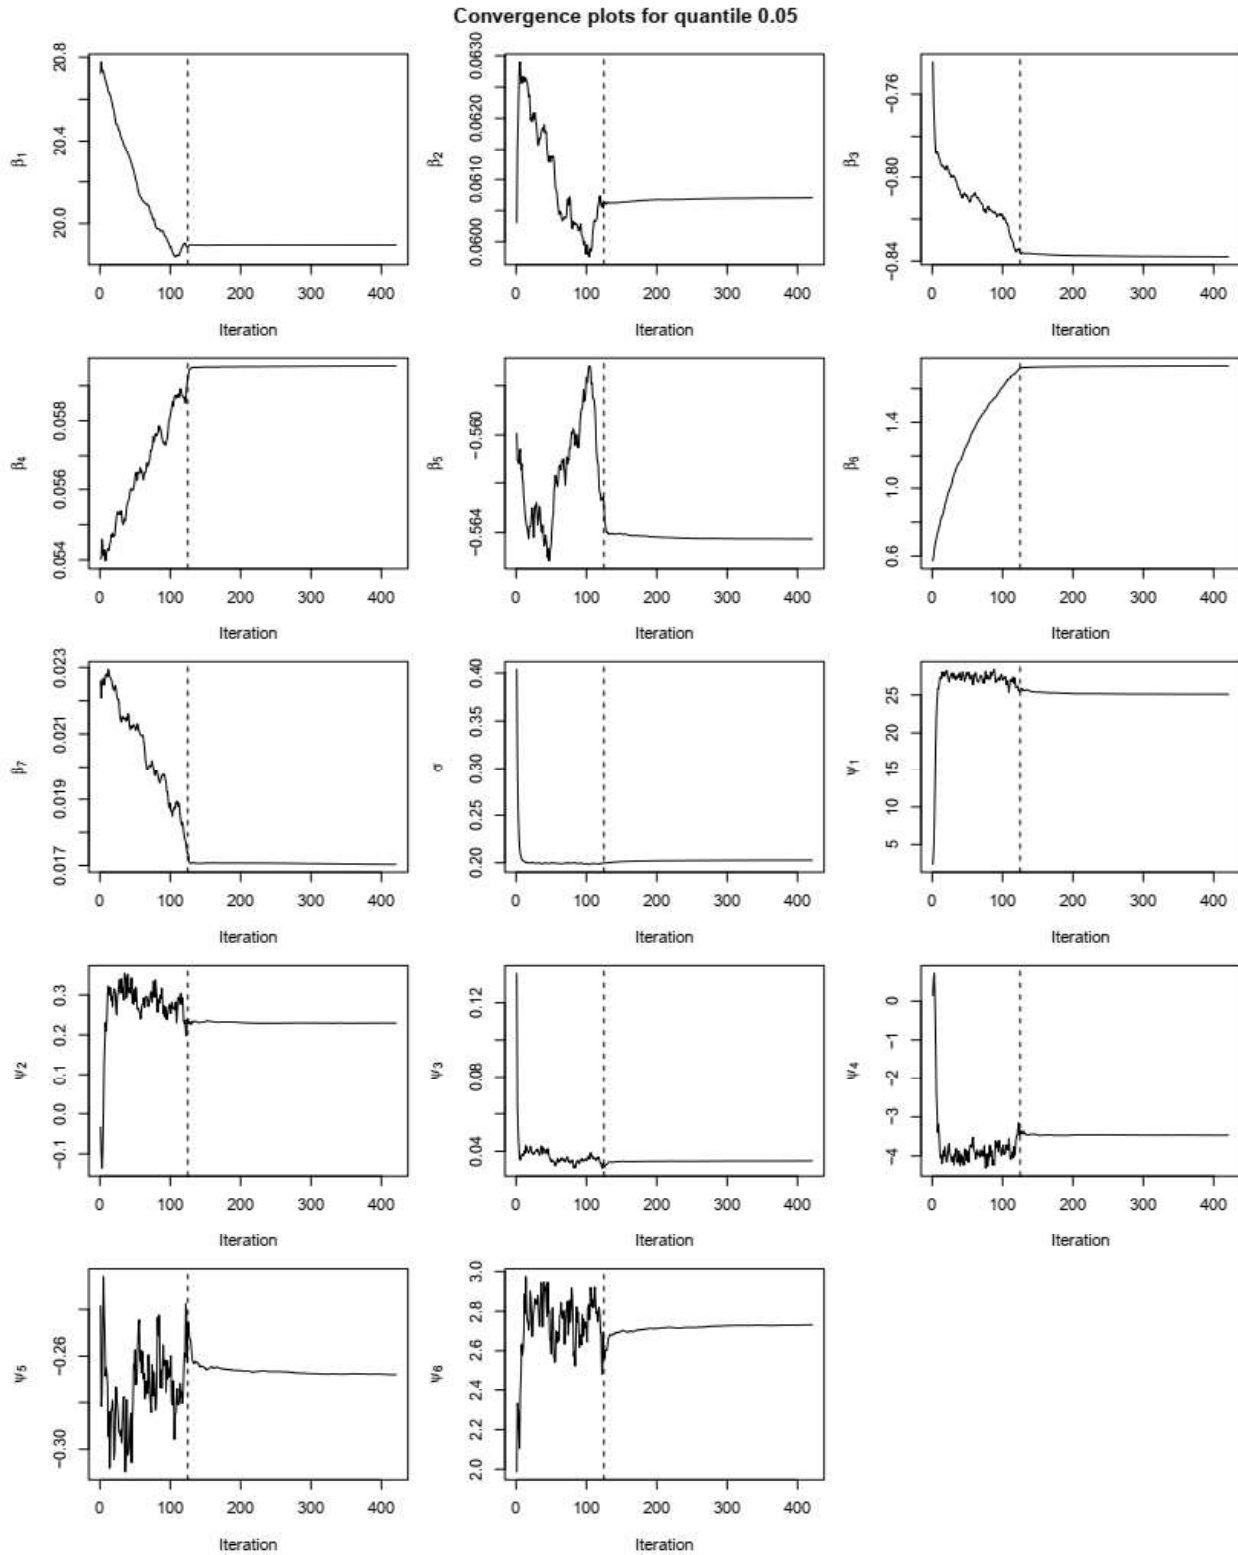 Convergence plots for quantile 0.05
β1
20.0 20.4 20.8
0 100 200 300 400
Iteration
β2
0.0600 0.0610 0.0620 0.0630
0 100 200 300 400
Iteration
β3
−0.84 −0.80 −0.76
0 100 200 300 400
Iteration
β4
0.054 0.056 0.058
0 100 200 300 400
Iteration
β5
−0.564 −0.560
0 100 200 300 400
Iteration
β6
0.6 1.0 1.4
0 100 200 300 400
Iteration
β7
0.017 0.019 0.021 0.023
0 100 200 300 400
Iteration
σ
0.20 0.25 0.30 0.35 0.40
0 100 200 300 400
Iteration
ψ1
5 10 15 20 25
0 100 200 300 400
Iteration
ψ2
−0.1 0.0 0.1 0.2 0.3
0 100 200 300 400
Iteration
ψ3
0.04 0.08 0.12
0 100 200 300 400
Iteration
ψ4
−4 −3 −2 −1 0
0 100 200 300 400
Iteration
ψ5
−0.30 −0.26
0 100 200 300 400
Iteration
ψ6
2.0 2.2 2.4 2.6 2.8 3.0
0 100 200 300 400
Iteration